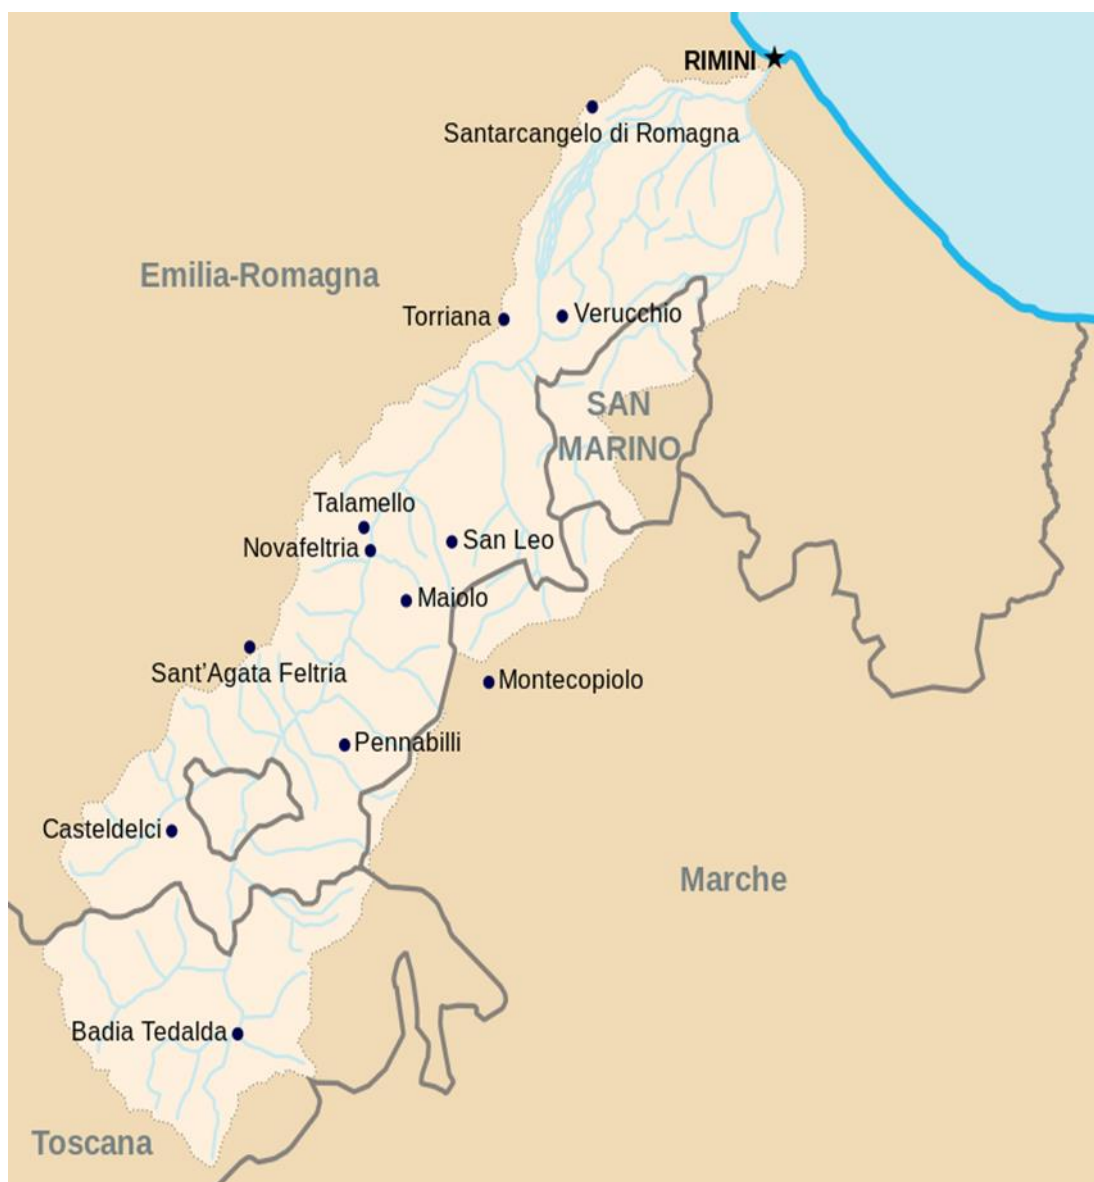 RIMINI
Santarcangelo di Romagna
Emilia-Romagna
Torriana
Verucchio
SAN
MARINO
Talamello
Novafeltria
San Leo
Maiolo
Sant'Agata Feltria
Montecopiolo
Pennabilli
Casteldelci
Marche
Badia Tedalda
Toscana